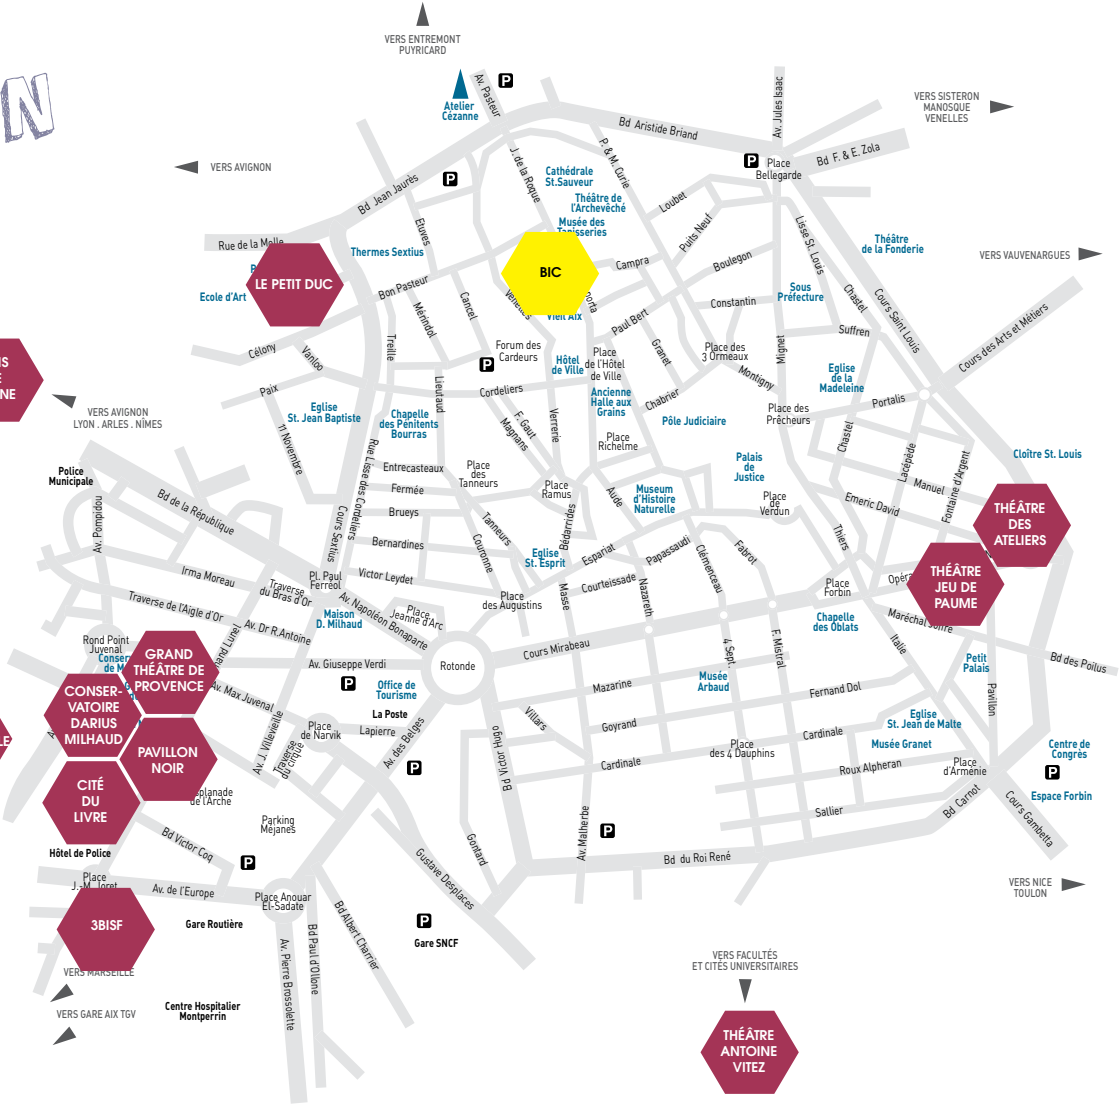 N
VERS ENTREMONT
PUYRICARD
Atelier
Cézanne
Av. Pasteur
P
Bd Aristide Briand
Av. Jules Isaac
VERS SISTERON
MANOSQUE
VENELLES
VERS AVIGNON
P
Bd Jean Jaurès
J. de la Roque
P. & M. Curie
Cathédrale
St.Sauveur
Théâtre de
l'Archevêché
Musée des
Tapisseries
P
Place
Bellegarde
Bd F. & E. Zola
Loubet
Puits Neuf
Lisse St. Louis
Théâtre
de la Fonderie
VERS VAUVENARGUES
Rue de la Molle
Etuves
Thermes Sextius
LE PETIT DUC
Ecole d'Art
BIC
Campra
Boulegon
Bon Pasteur
Mérindol
Cancel
Vieil Aix
Paul Bert
Constantin
Sous
Préfecture
Chastel
Cours Saint Louis
Suffren
Cours des Arts et Métiers
Célony
Vanloo
Treille
P
Forum des
Cardeurs
Hôtel
de Ville
Place
de l'Hôtel
de Ville
Granet
Place des
3 Ormeaux
Mignet
Montigny
Eglise
de la
Madeleine
Paix
Lieutaud
Cordeliers
Ancienne
Halle aux
Grains
Chabrier
Portalis
VERS AVIGNON
LYON . ARLES . NÎMES
Eglise
St. Jean Baptiste
Chapelle
des Pénitents
Bourras
F. Gaut
Magnans
Verrerie
Pôle Judiciaire
Place des
Prêcheurs
11 Novembre
Rue Lisse des Cordeliers
Place
Richelme
Chastel
Lacépède
Fontaine d'Argent
Cloître St. Louis
Police
Municipale
Entrecasteaux
Place
des
Tanneurs
Palais
de
Justice
Fermée
Place
Ramus
Aude
Museum
d'Histoire
Naturelle
Place
de
Verdun
Manuel
Emeric David
THÉÂTRE
DES
ATELIERS
Av. Pompidou
Bd de la République
Cours Sextius
Brueys
Tanneurs
Bédarrides
Thiers
Bernardines
Couronne
Eglise
St. Esprit
Espariat
Papassaudi
Clémenceau
Fabrot
Irma Moreau
Traverse
du Bras d'Or
Pl. Paul
Ferréol
Victor Leydet
Masse
Courteissade
Nazareth
Place
Forbin
THÉÂTRE
JEU DE
PAUME
Traverse de l'Aigle d'Or
Av. Napoléon Bonaparte
Place
Jeanne d'Arc
Place
des Augustins
Maison
D. Milhaud
Av. Dr R.Antoine
Chapelle
des Oblats
Italie
Rond Point
Juvenal
Cours Mirabeau
4 Sept.
F. Mistral
Bd des Poilus
GRAND
THÉÂTRE DE
PROVENCE
Av. Giuseppe Verdi
Rotonde
Petit
Palais
CONSER-
VATOIRE
DARIUS
MILHAUD
Av. Max Juvenal
P
Office de
Tourisme
Mazarine
Musée
Arbaud
Fernand Dol
Pavillon
La Poste
Villars
Goyrand
Eglise
St. Jean de Malte
PAVILLON
NOIR
Av. J. Villevieille
Traverse
du cirque
Place
de Narvik
Lapierre
Av. des Belges
Bd Victor Hugo
Place
des 4 Dauphins
Cardinale
Musée Granet
Centre de
Congrès
P
Cardinale
Roux Alpheran
Place
d'Arménie
Espace Forbin
CITÉ
DU
LIVRE
P
Sallier
Bd Carnot
Cours Gambetta
Parking
Méjanes
Bd Victor Coq
Av. Malherbe
P
Hôtel de Police
P
Gontard
Gustave Desplaces
Bd du Roi René
VERS NICE
TOULON
Place
Av. de l'Europe
Place Anouar
El-Sadate
3BISF
Gare Routière
Bd Albert Charrier
P
Gare SNCF
Av. Pierre Brossolette
Bd Paul d'Ollone
VERS FACULTÉS
ET CITÉS UNIVERSITAIRES
VERS MARSEILLE
VERS GARE AIX TGV
Centre Hospitalier
Montperrin
THÉÂTRE
ANTOINE
VITEZ